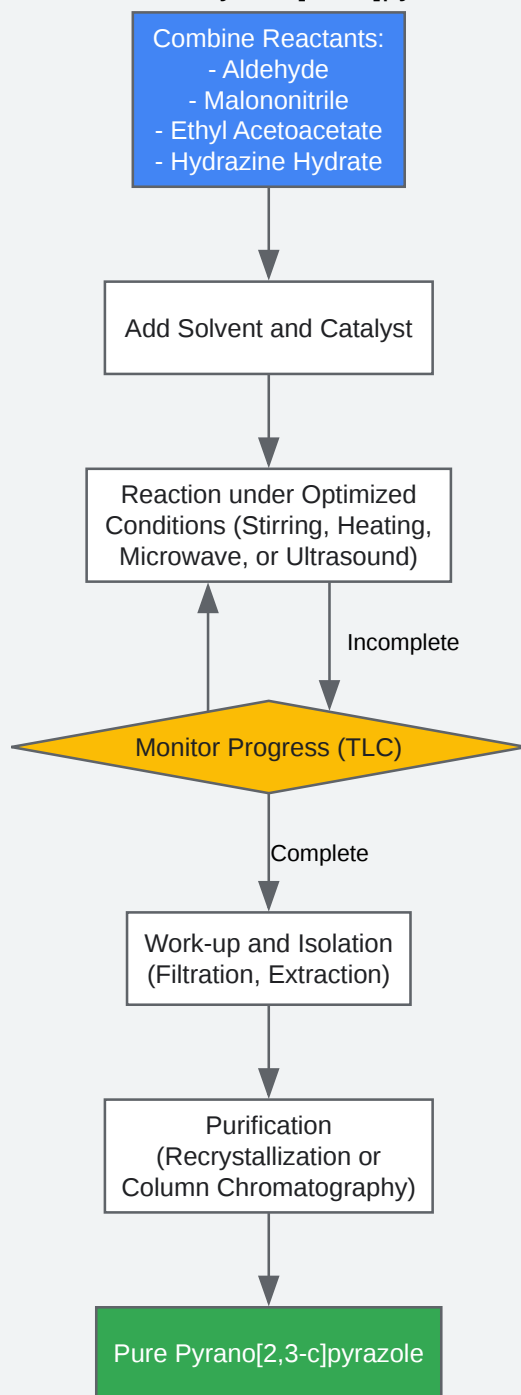 Combine Reactants:
- Aldehyde
- Malononitrile
- Ethyl Acetoacetate
- Hydrazine Hydrate
Add Solvent and Catalyst
Reaction under Optimized
Conditions (Stirring, Heating,
Microwave, or Ultrasound)
Incomplete
Monitor Progress (TLC)
Complete
Work-up and Isolation
(Filtration, Extraction)
Purification
(Recrystallization or
Column Chromatography)
Pure Pyrano[2,3-c]pyrazole